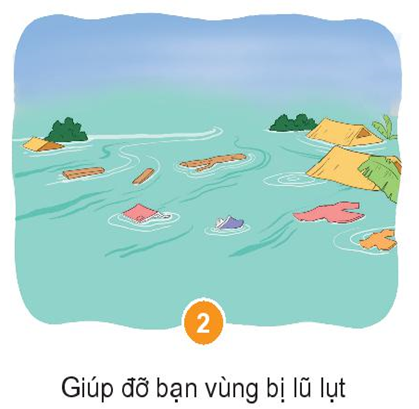 2
Giúp đỡ bạn vùng bị lũ lụt